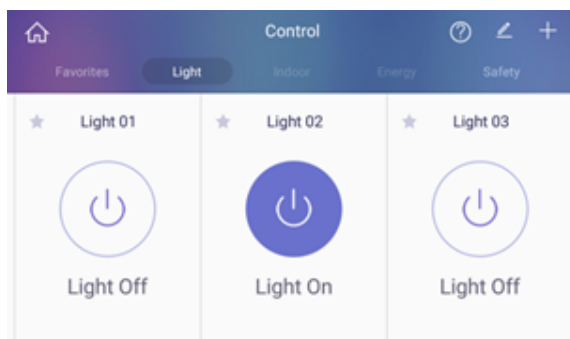 Control
Favorites Light Indoor Energy Safety
Light 01 Light 02 Light 03
Light Off Light On Light Off